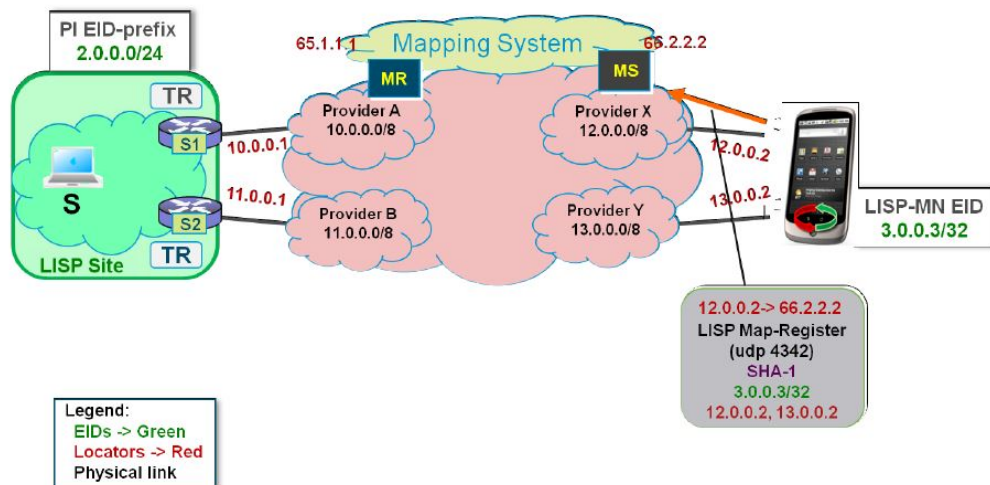 PI EID-prefix
2.0.0.0/24
65.1.1.1
Mapping System
66.2.2.2
MR
MS
TR
S1
10.0.0.1
Provider A
10.0.0.0/8
Provider X
12.0.0.0/8
12.0.0.2
S
11.0.0.1
S2
Provider B
11.0.0.0/8
Provider Y
13.0.0.0/8
13.0.0.2
LISP-MN EID
3.0.0.3/32
TR
LISP Site
12.0.0.2-> 66.2.2.2
LISP Map-Register
(udp 4342)
SHA-1
3.0.0.3/32
12.0.0.2, 13.0.0.2
Legend:
EIDs -> Green
Locators -> Red
Physical link